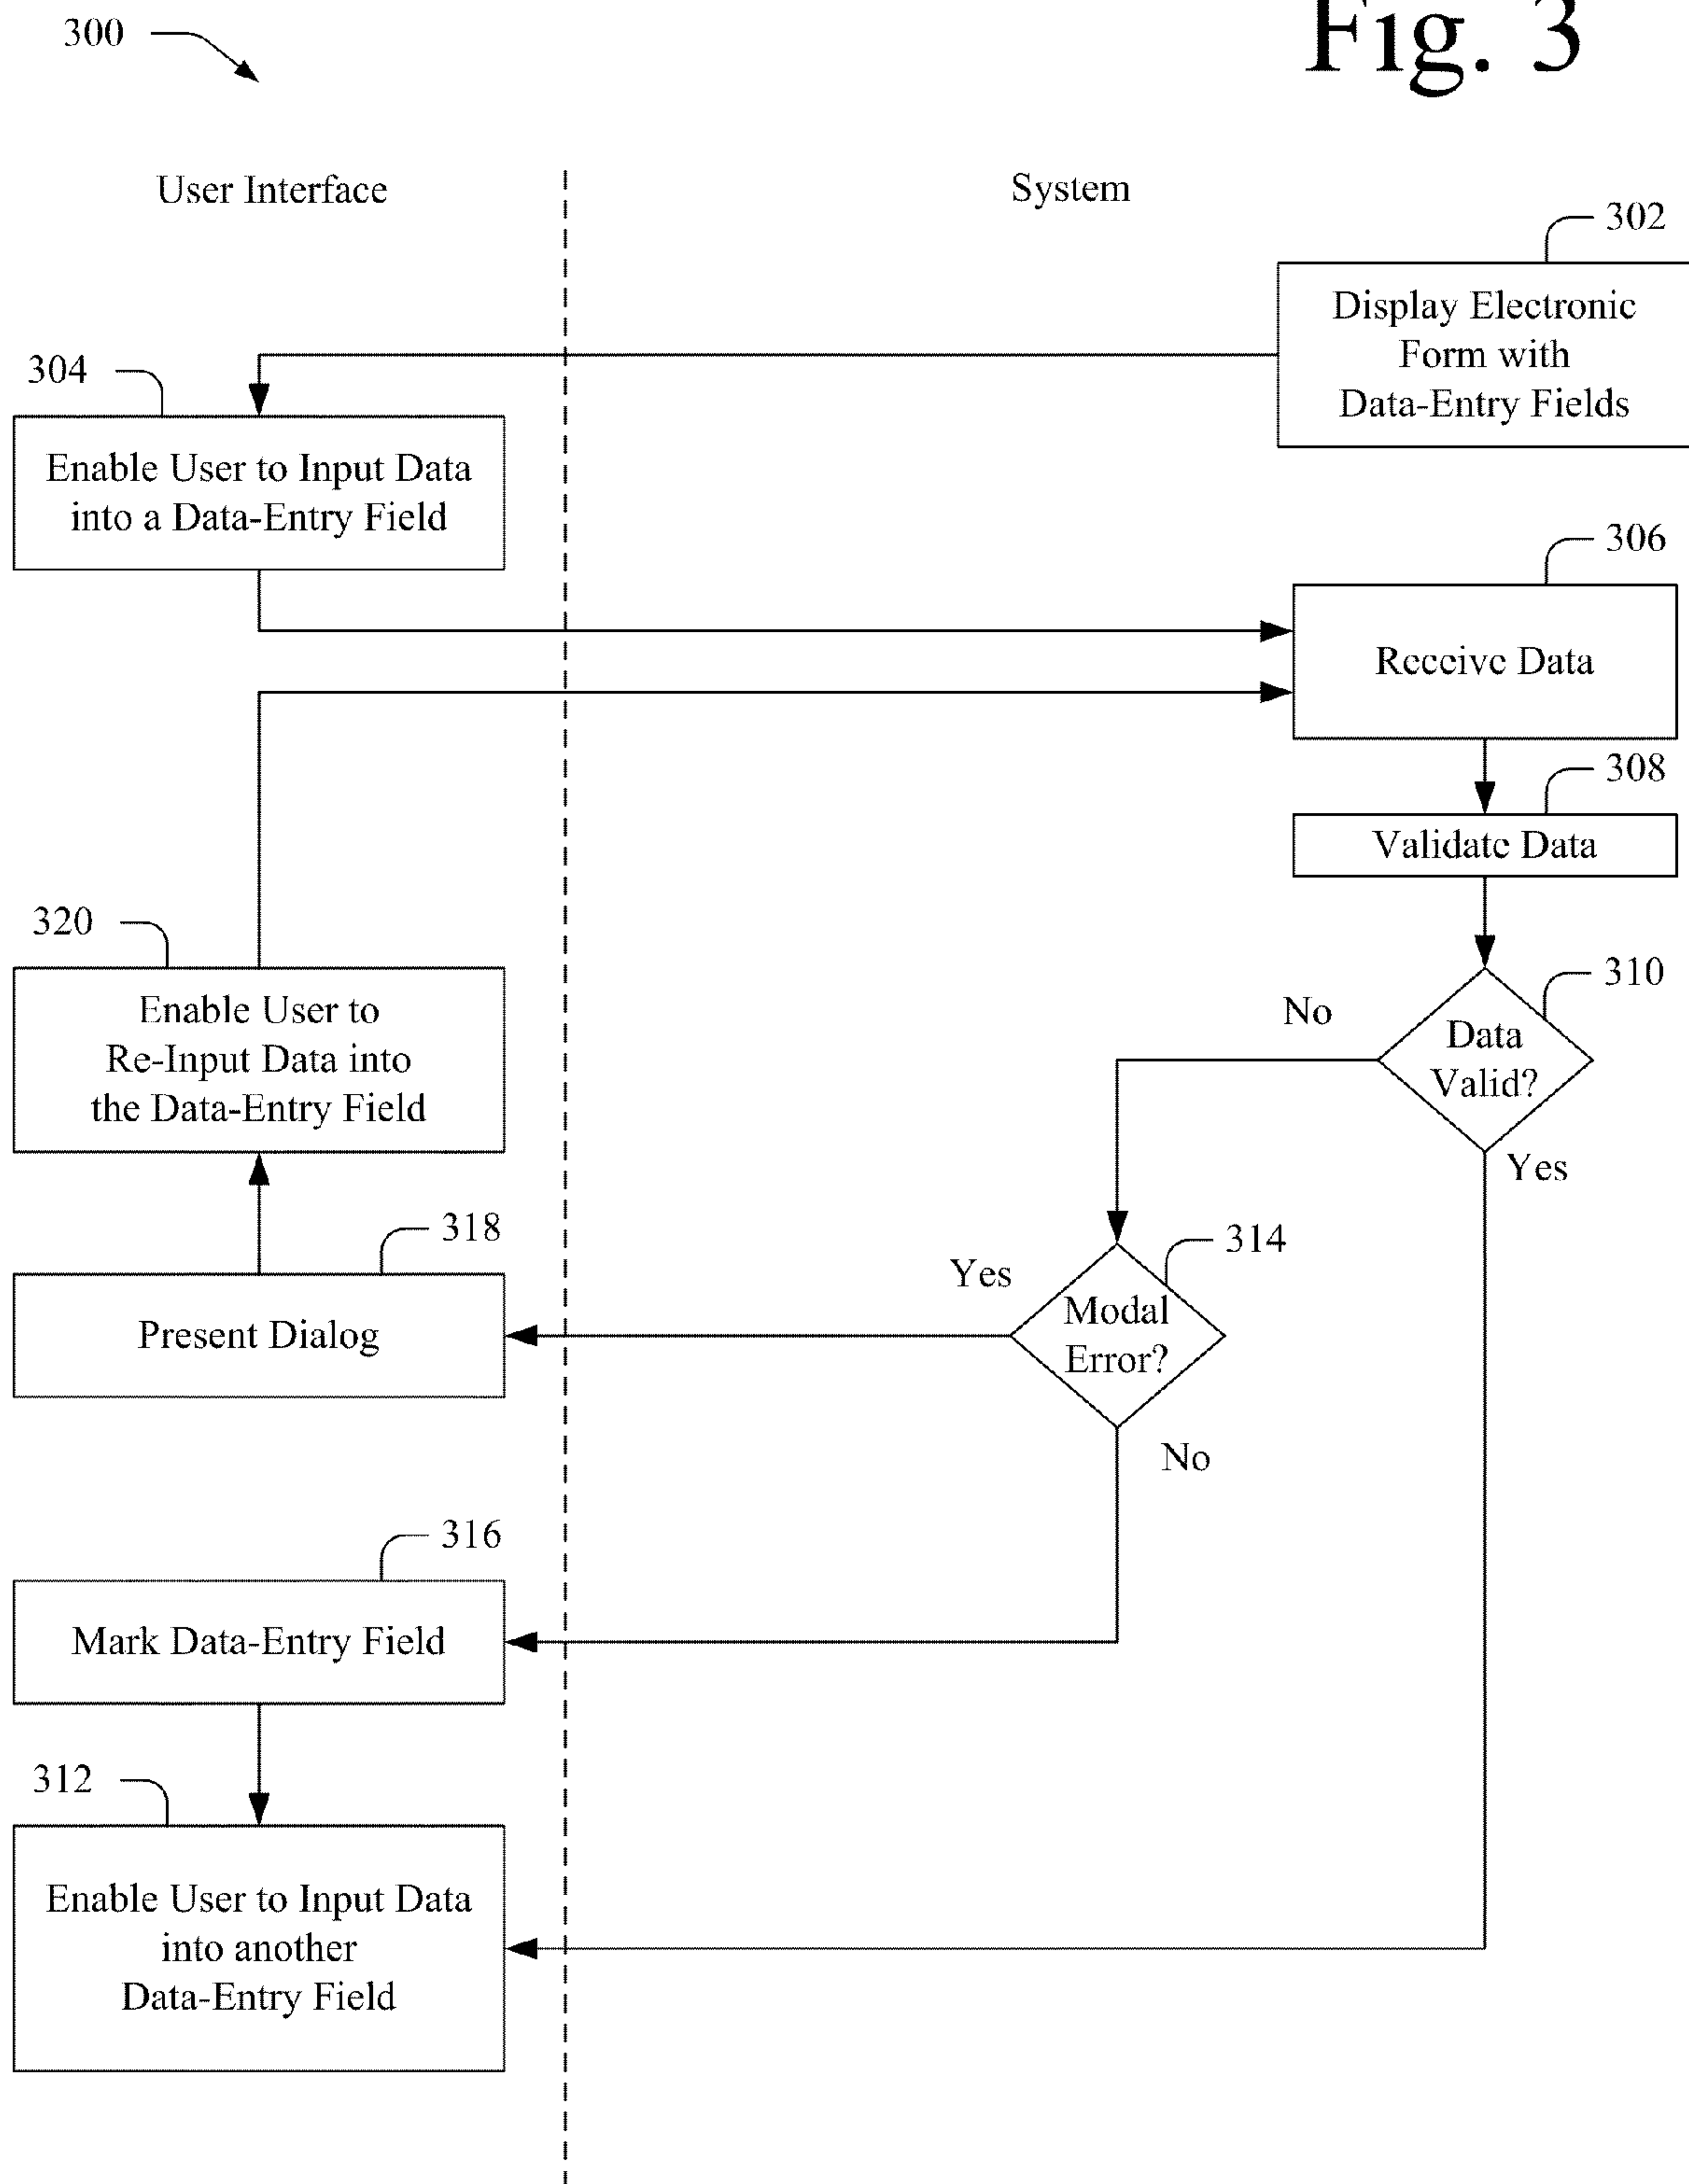 300
Fig. 3
User Interface
System
302
Display Electronic
Form with
Data-Entry Fields
304
Enable User to Input Data
into a Data-Entry Field
306
Receive Data
308
Validate Data
320
Enable User to
Re-Input Data into
the Data-Entry Field
310
No
Data
Valid?
Yes
318
Present Dialog
314
Yes
Modal
Error?
No
316
Mark Data-Entry Field
312
Enable User to Input Data
into another
Data-Entry Field